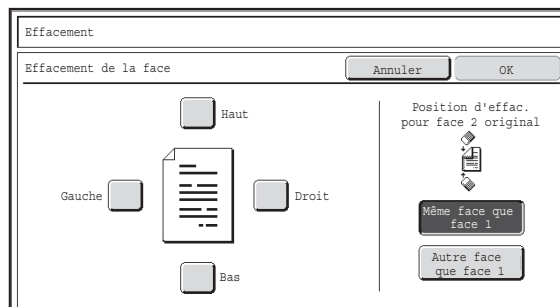 Effacement
Effacement de la face
Annuler
OK
Haut
Gauche
Droit
Bas
Position d'effac.
pour face 2 original
Même face que
face 1
Autre face
que face 1